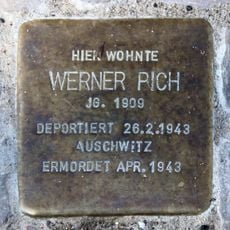 HIER WOHNTE
WERNER RICH
JG. 1909
DEPORTIERT 26.2.1943
AUSCHWITZ
ERMORDET APR. 1943